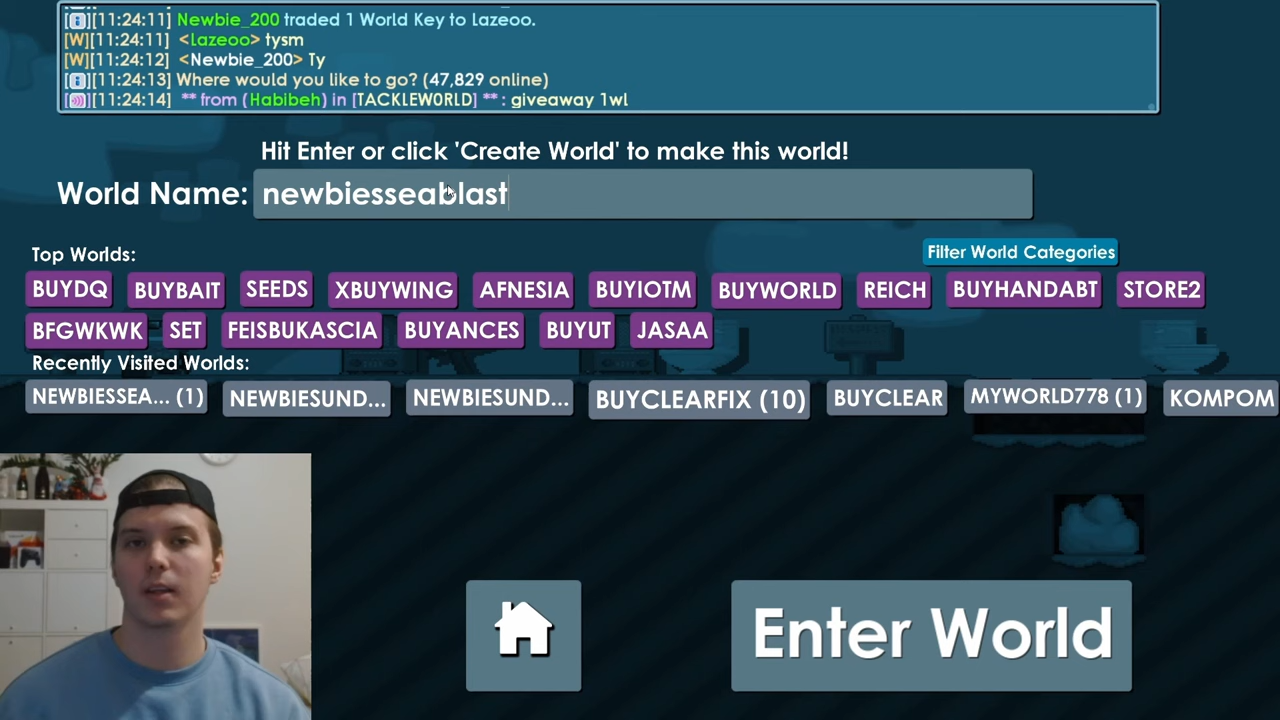 [i][11:24:11] Newbie_200 traded 1 World Key to Lazeoo.
[W][11:24:11] <Lazeoo> tysm
[W][11:24:12] <Newbie_200> Ty
[i][11:24:13] Where would you like to go? (47,829 online)
[11:24:14] ** from (Habibeh) in [TACKLEWORLD] ** : giveaway 1wl
Hit Enter or click 'Create World' to make this world!
World Name: newbiesseablast
Top Worlds:
Filter World Categories
BUYDQ BUYBAIT SEEDS XBUYWING AFNESIA BUYIOTM BUYWORLD REICH BUYHANDABT STORE2
BFGWKWK SET FEISBUKASCIA BUYANCES BUYUT JASAA
Recently Visited Worlds:
NEWBIESSEA... (1) NEWBIESUND... NEWBIESUND... BUYCLEARFIX (10) BUYCLEAR MYWORLD778 (1) KOMPOM
Enter World